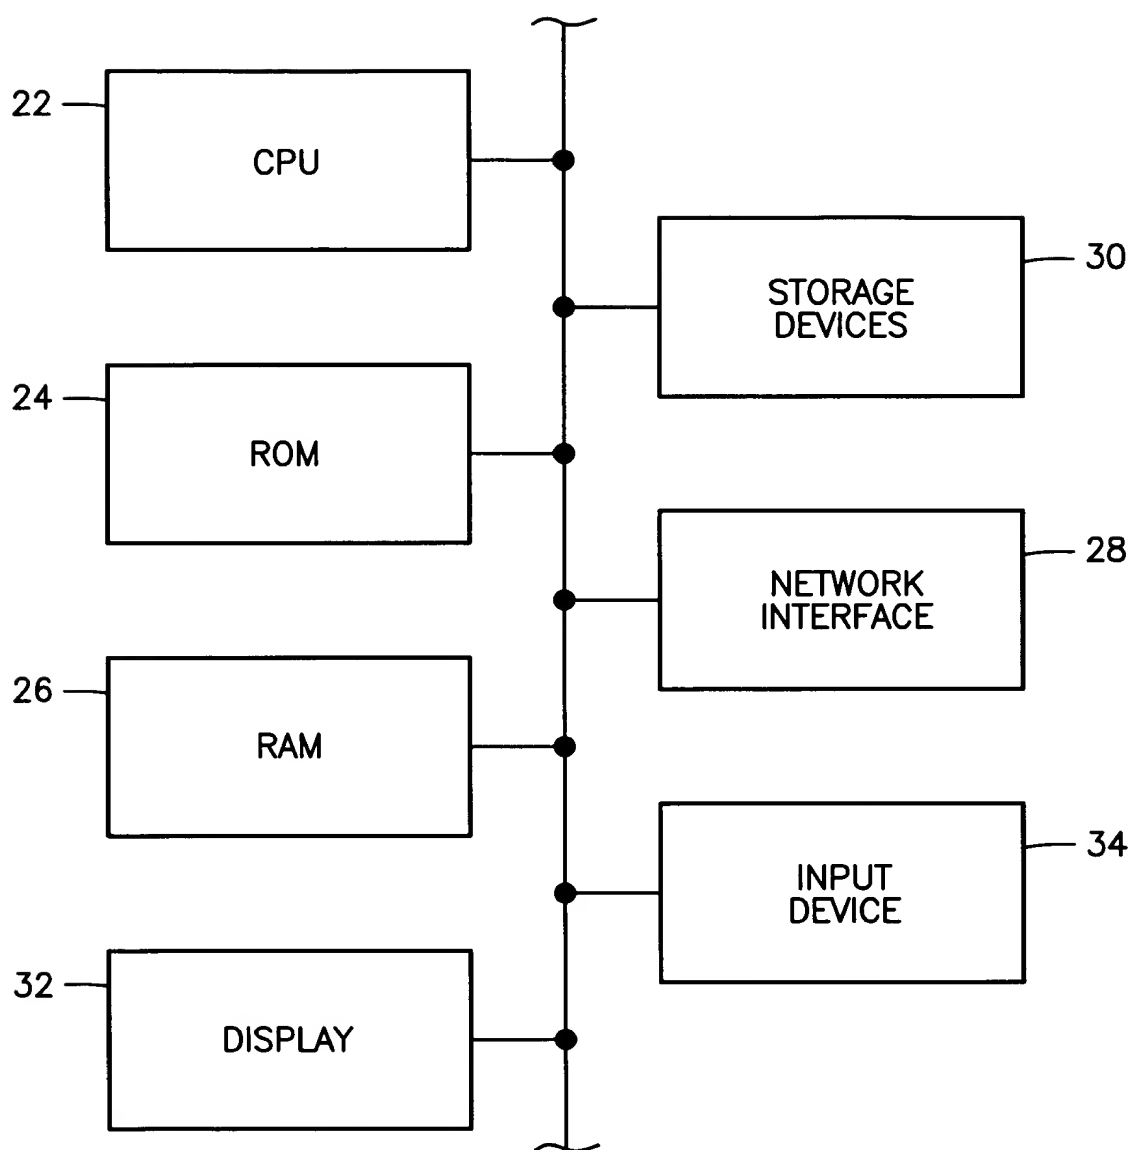 22
CPU
30
STORAGE
DEVICES
24
ROM
28
NETWORK
INTERFACE
26
RAM
34
INPUT
DEVICE
32
DISPLAY